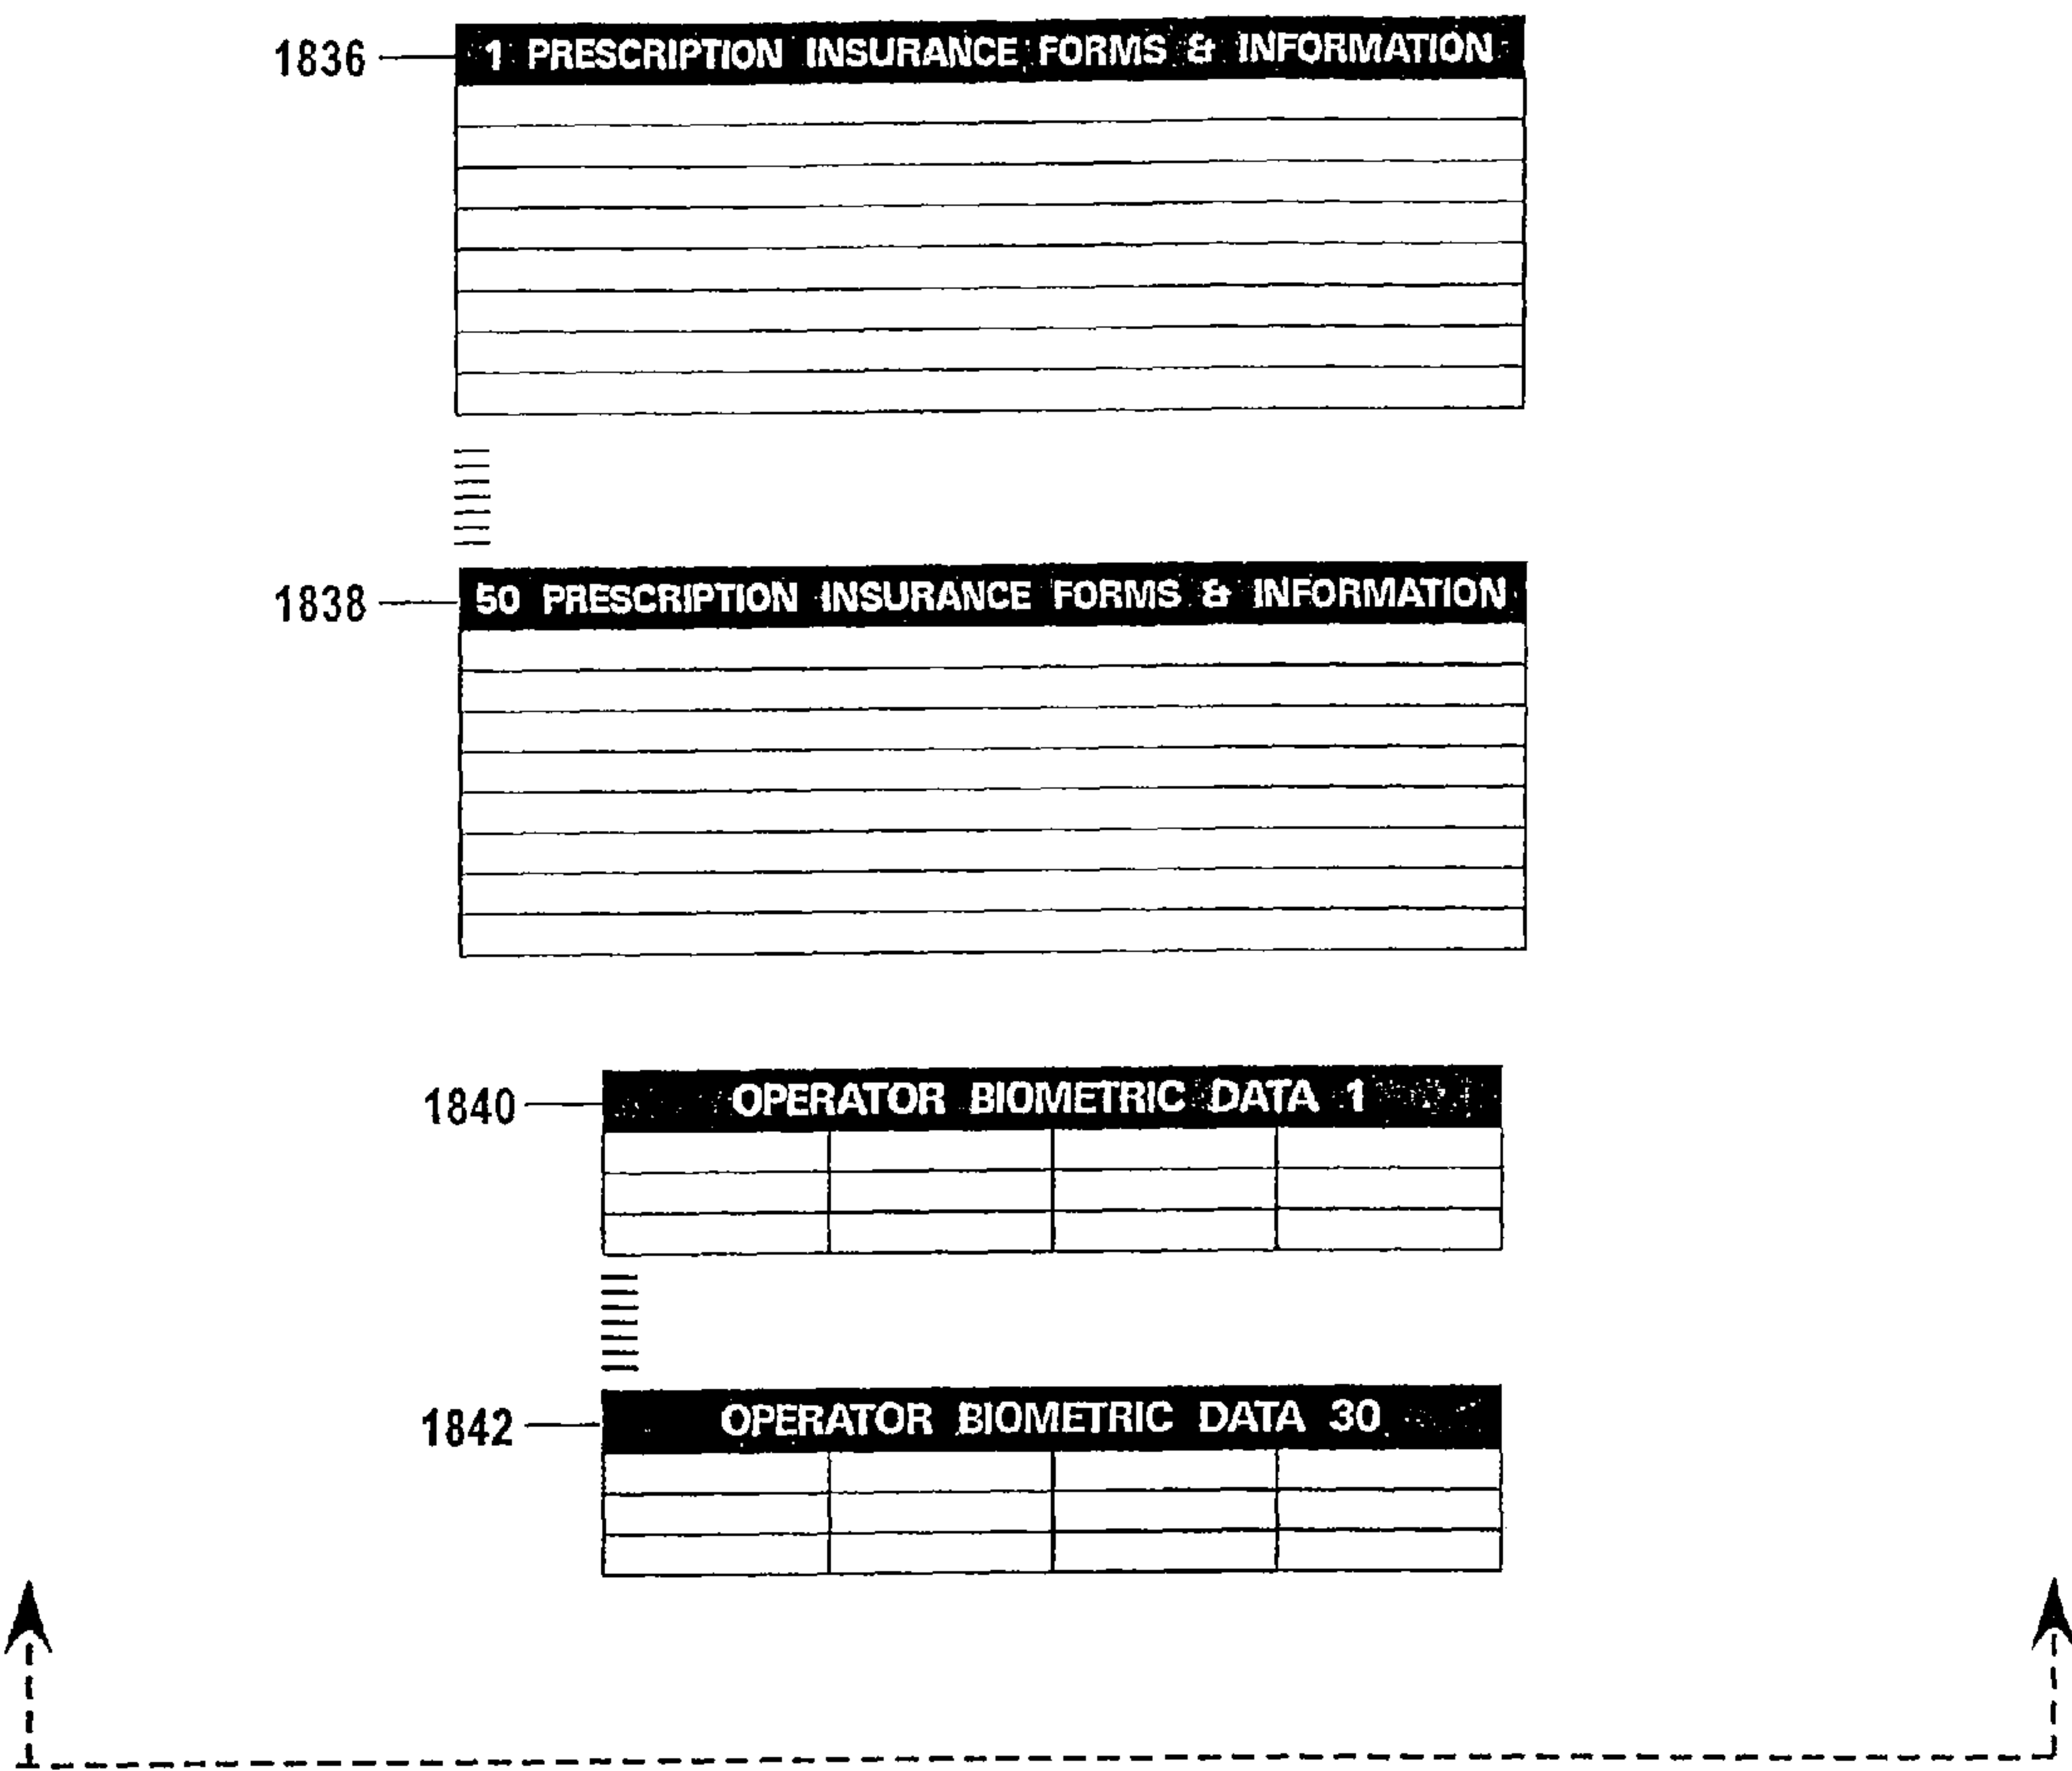 1836 1 PRESCRIPTION INSURANCE FORMS & INFORMATION
1838 50 PRESCRIPTION INSURANCE FORMS & INFORMATION
1840 OPERATOR BIOMETRIC DATA 1
1842 OPERATOR BIOMETRIC DATA 30